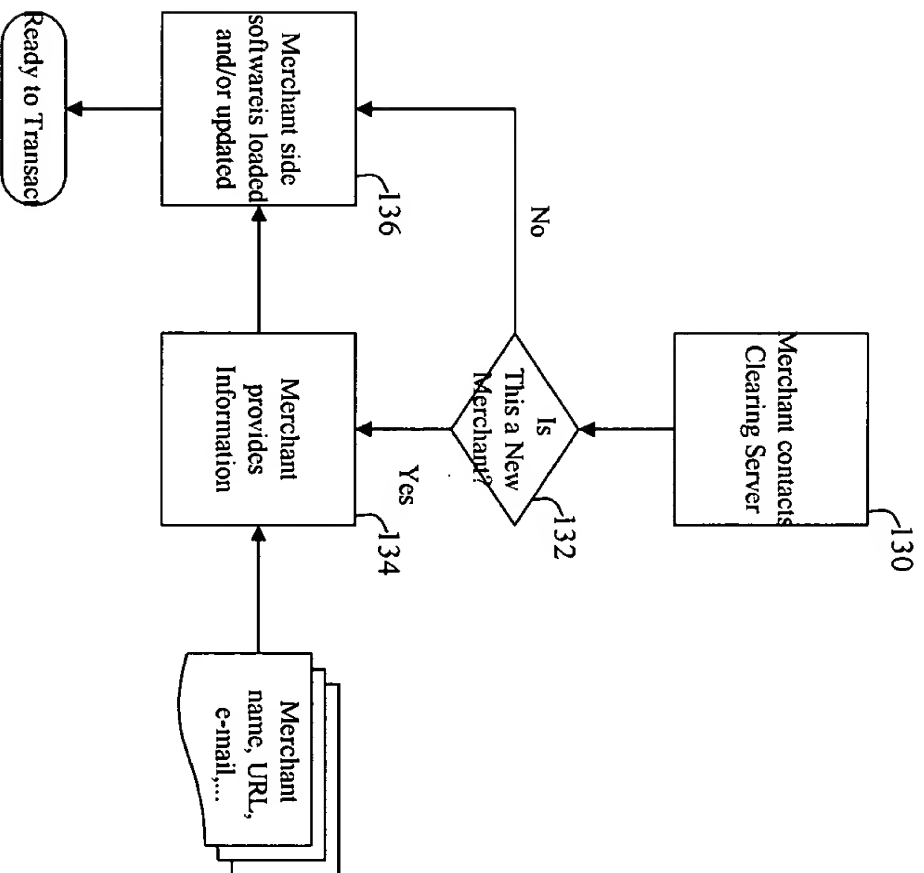 Merchant contacts
Clearing Server
130
Is
This a New
Merchant?
132
No
Yes
Merchant
provides
Information
134
Merchant
name, URL,
e-mail,...
Merchant side
softwareis loaded
and/or updated
136
Ready to Transact